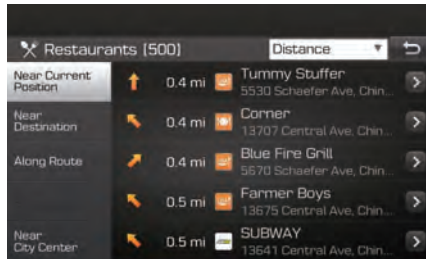 Restaurants (500)
Distance
Near Current
Position
0.4 mi
Tummy Stuffer
5530 Schaefer Ave, Chin...
Near
Destination
0.4 mi
Corner
13707 Central Ave, Chin...
Along Route
0.4 mi
Blue Fire Grill
5670 Schaefer Ave, Chin...
0.5 mi
Farmer Boys
13675 Central Ave, Chin...
Near
City Center
0.5 mi
SUBWAY
13641 Central Ave, Chin...